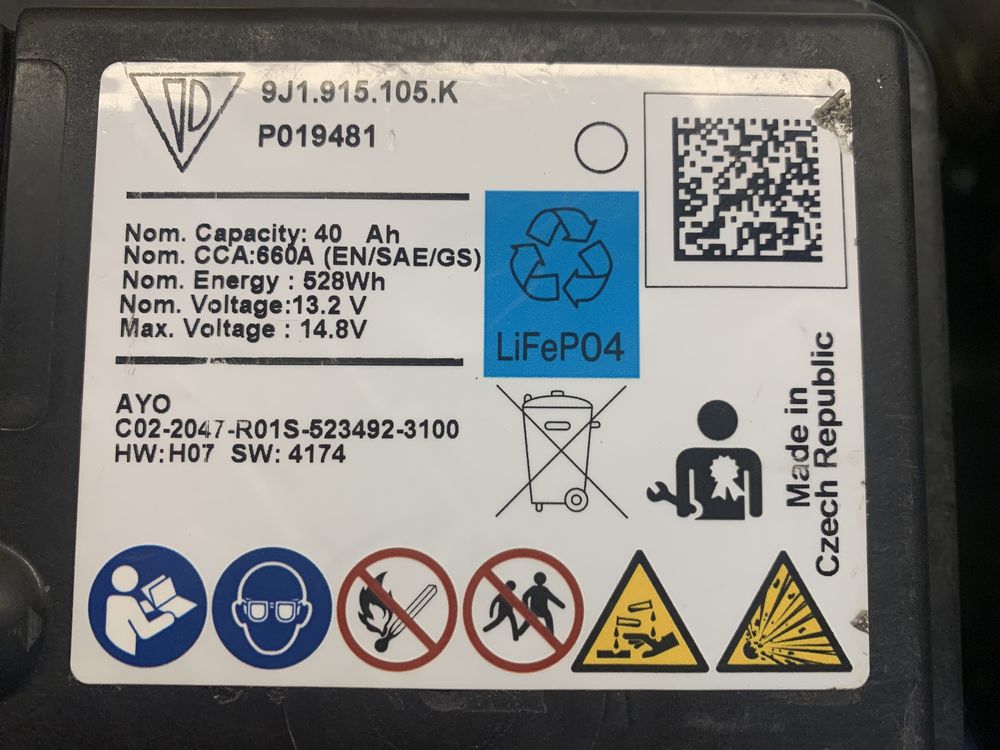 9J1.915.105.K
P019481
Nom. Capacity: 40 Ah
Nom. CCA:660A (EN/SAE/GS)
Nom. Energy : 528Wh
Nom. Voltage:13.2 V
Max. Voltage : 14.8V
LiFePO4
AYO
C02-2047-R01S-523492-3100
HW:H07 SW: 4174
Made in
Czech Republic